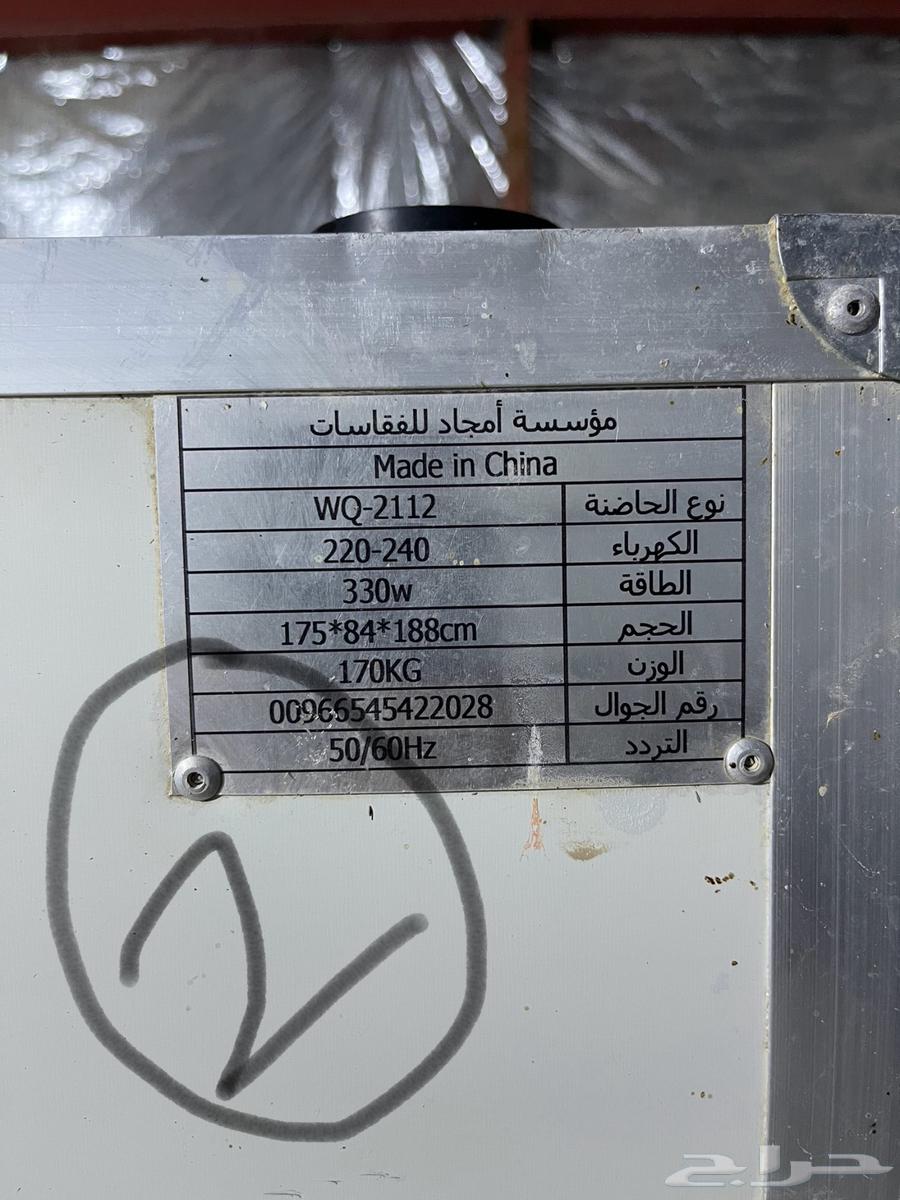 مؤسسة أمجاد للفقاسات
Made in China
نوع الحاضنة WQ-2112
الكهرباء 220-240
الطاقة 330w
الحجم 175*84*188cm
الوزن 170KG
رقم الجوال 00966545422028
التردد 50/60Hz
2
حراج